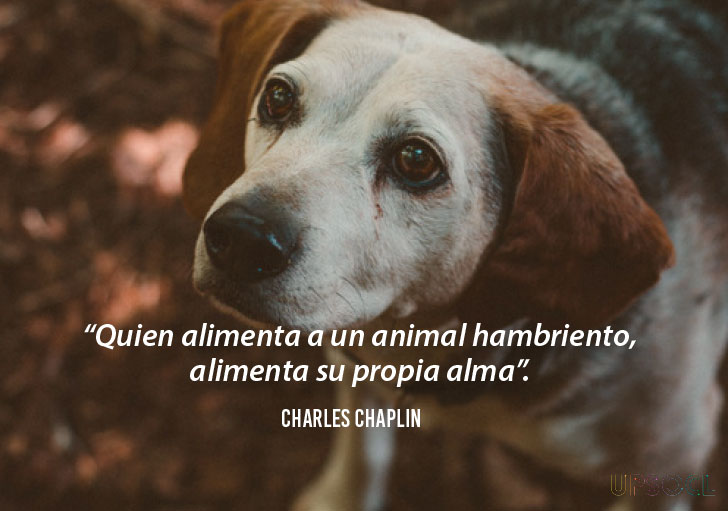 “Quien alimenta a un animal hambriento,
alimenta su propia alma”.
CHARLES CHAPLIN
UPSOCL